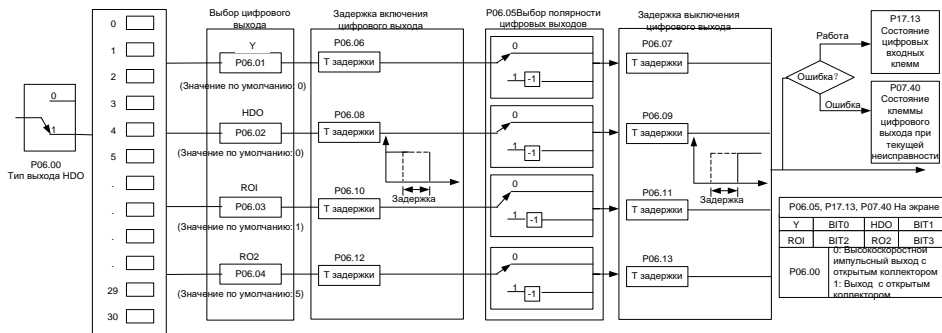 0
1
P06.00
Тип выхода HDO
0
1
2
3
4
5
.
.
.
.
29
30
Выбор цифрового
выхода
Y
P06.01
(Значение по умолчанию: 0)
HDO
P06.02
(Значение по умолчанию: 0)
ROI
P06.03
(Значение по умолчанию: 1)
RO2
P06.04
(Значение по умолчанию: 5)
Задержка включения
цифрового выхода
P06.06
Т задержки
P06.08
Т задержки
Задержка
P06.10
Т задержки
P06.12
Т задержки
P06.05Выбор полярности
цифровых выходов
0
1
-1
0
1
-1
0
1
-1
0
1
-1
Задержка выключения
цифрового выхода
P06.07
Т задержки
P06.09
Т задержки
Задержка
P06.11
Т задержки
P06.13
Т задержки
Работа
Ошибка?
Ошибка
P17.13
Состояние
цифровых
входных
клемм
P07.40
Состояние
клеммы
цифрового
выхода при
текущей
неисправности
P06.05, P17.13, P07.40 На экране
Y BIT0 HDO BIT1
ROI BIT2 RO2 BIT3
P06.00
0: Высокоскоростной
импульсный выход с
открытым коллектором
1: Выход с открытым
коллектором